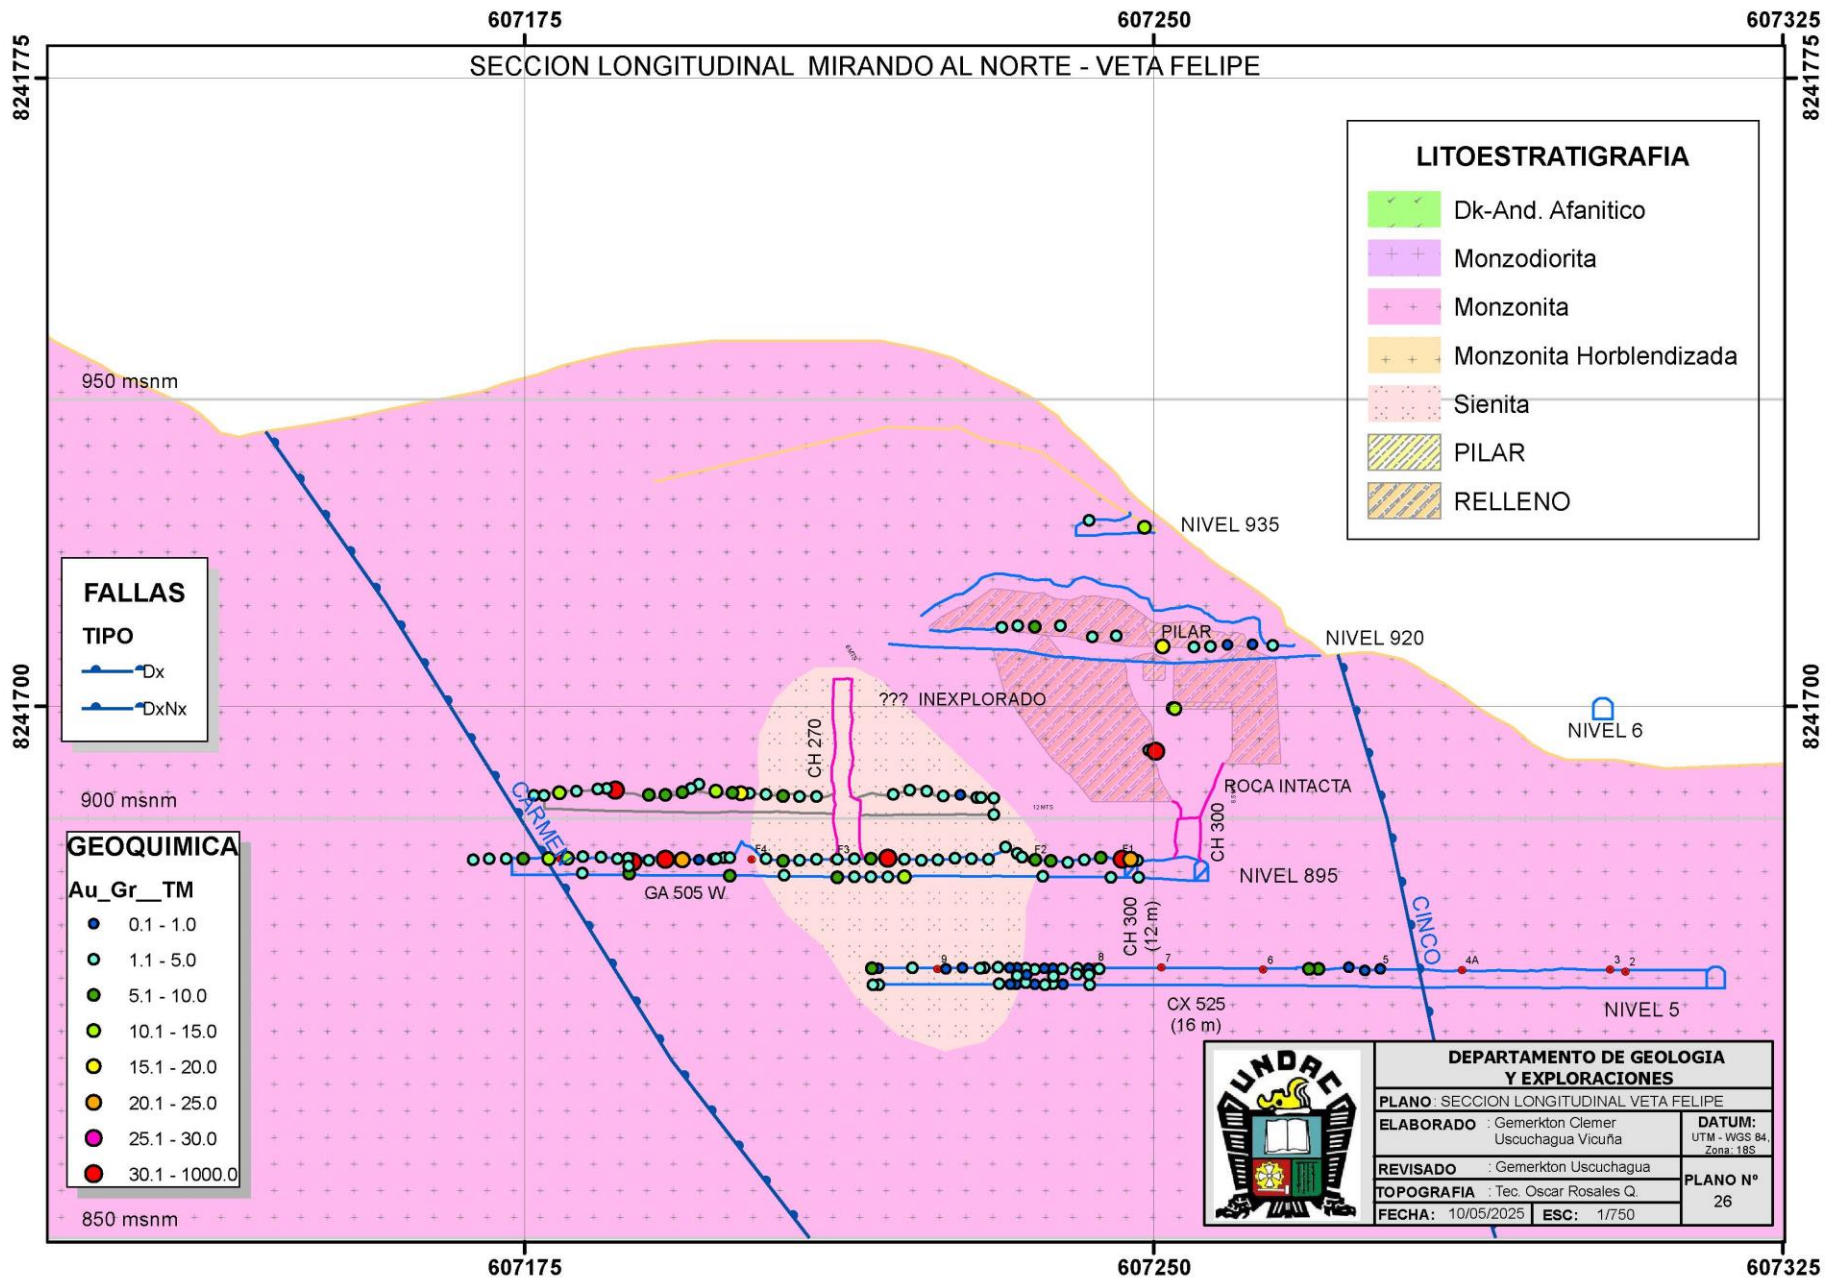 607175
607250
607325
8241775
8241775
SECCION LONGITUDINAL MIRANDO AL NORTE - VETA FELIPE
LITOESTRATIGRAFIA
Dk-And. Afanitico
Monzodiorita
Monzonita
Monzonita Horblendizada
Sienita
PILAR
RELLENO
950 msnm
NIVEL 935
FALLAS
TIPO
Dx
DxNx
PILAR
NIVEL 920
8241700
8241700
??? INEXPLORADO
NIVEL 6
CH 270
ROCA INTACTA
900 msnm
12 MTS
CARMEN
CH 300
F4
F3
F2
F1
NIVEL 895
GA 505 W
GEOQUIMICA
Au_Gr__TM
0.1 - 1.0
1.1 - 5.0
5.1 - 10.0
10.1 - 15.0
15.1 - 20.0
20.1 - 25.0
25.1 - 30.0
30.1 - 1000.0
CH 300
(12 m)
CINCO
9
8
7
6
5
4A
3
2
CX 525
(16 m)
NIVEL 5
850 msnm
UNDAC
DEPARTAMENTO DE GEOLOGIA
Y EXPLORACIONES
PLANO : SECCION LONGITUDINAL VETA FELIPE
ELABORADO : Gemerkton Clemer
Uscuchagua Vicuña
DATUM:
UTM - WGS 84,
Zona: 18S
REVISADO : Gemerkton Uscuchagua
TOPOGRAFIA : Tec. Oscar Rosales Q.
PLANO Nº
26
FECHA: 10/05/2025 ESC: 1/750
607175
607250
607325